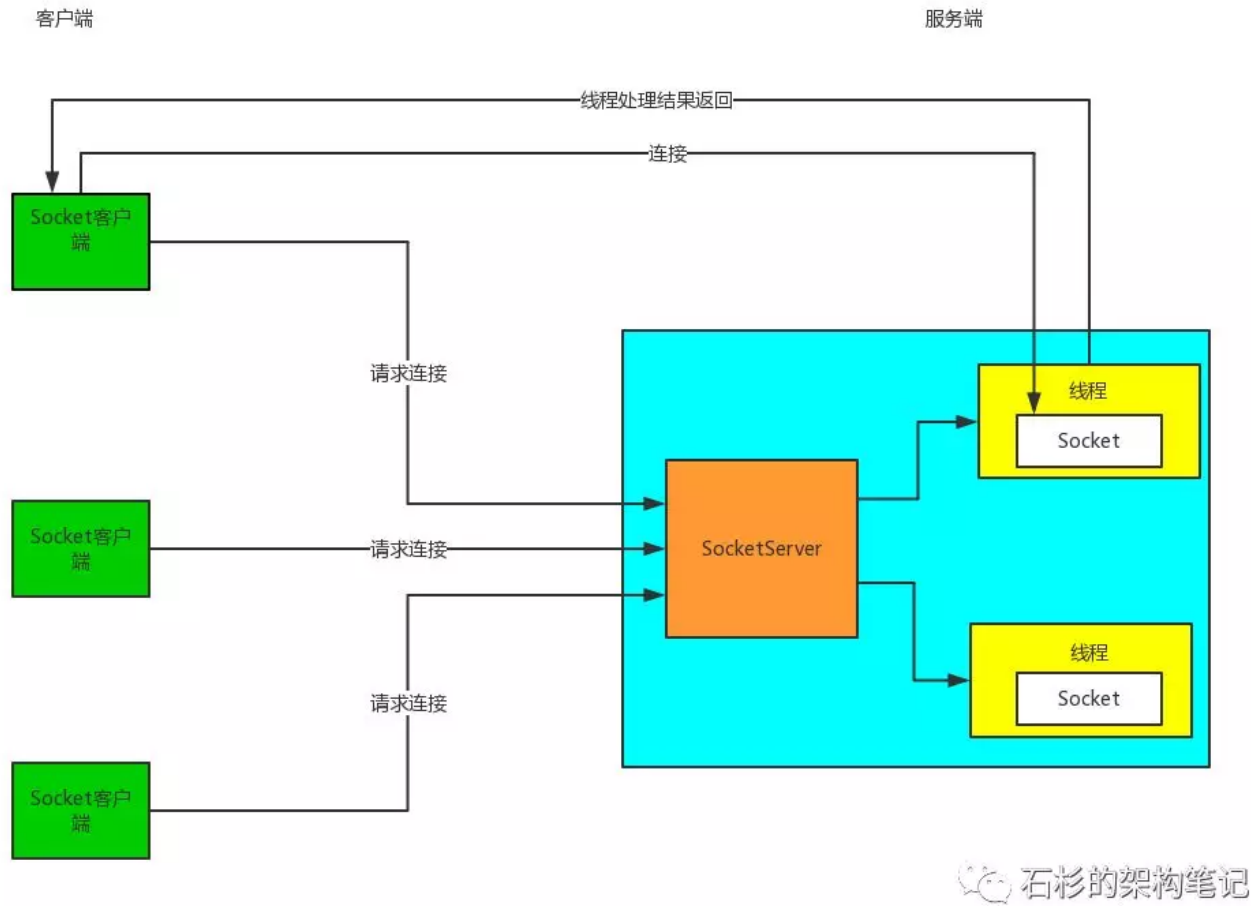 客户端
服务端
线程处理结果返回
连接
Socket客户
端
请求连接
线程
Socket
Socket客户
端
请求连接
SocketServer
线程
Socket
请求连接
Socket客户
端
石杉的架构笔记